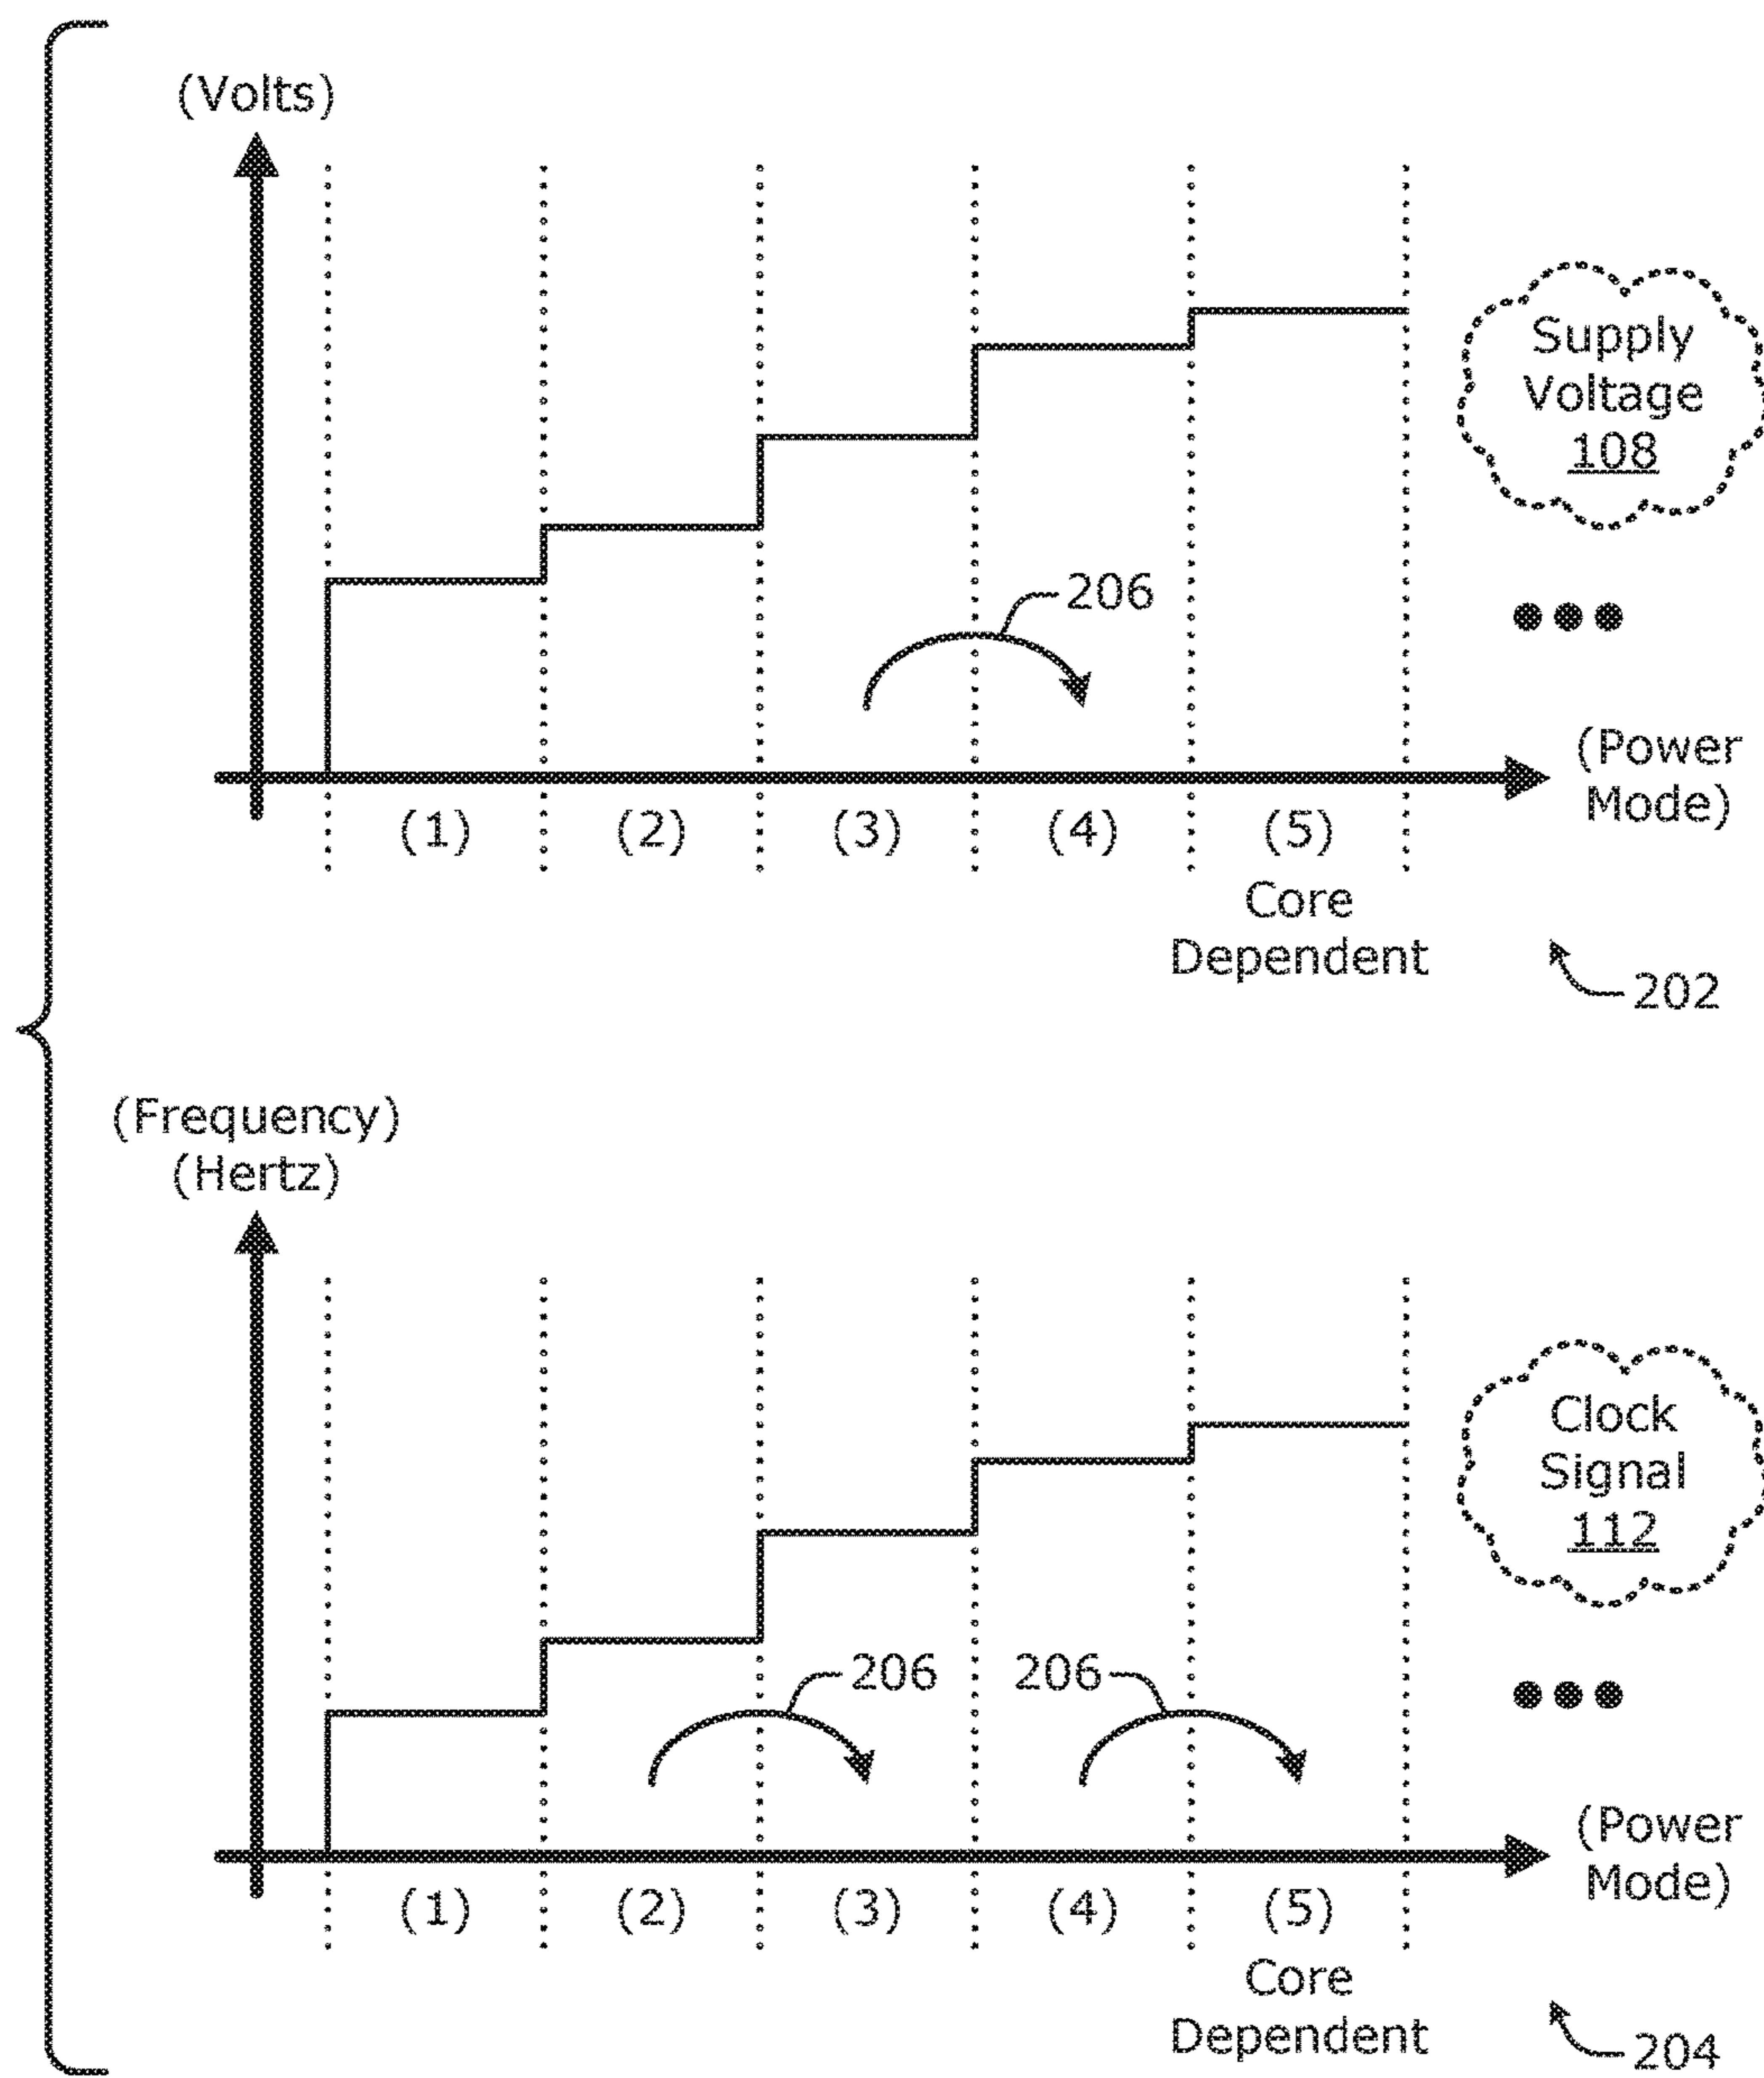 (Volts)
Supply
Voltage
108
206
(Power
Mode)
(1) (2) (3) (4) (5)
Core
Dependent
202
(Frequency)
(Hertz)
Clock
Signal
112
206 206
(Power
Mode)
(1) (2) (3) (4) (5)
Core
Dependent
204